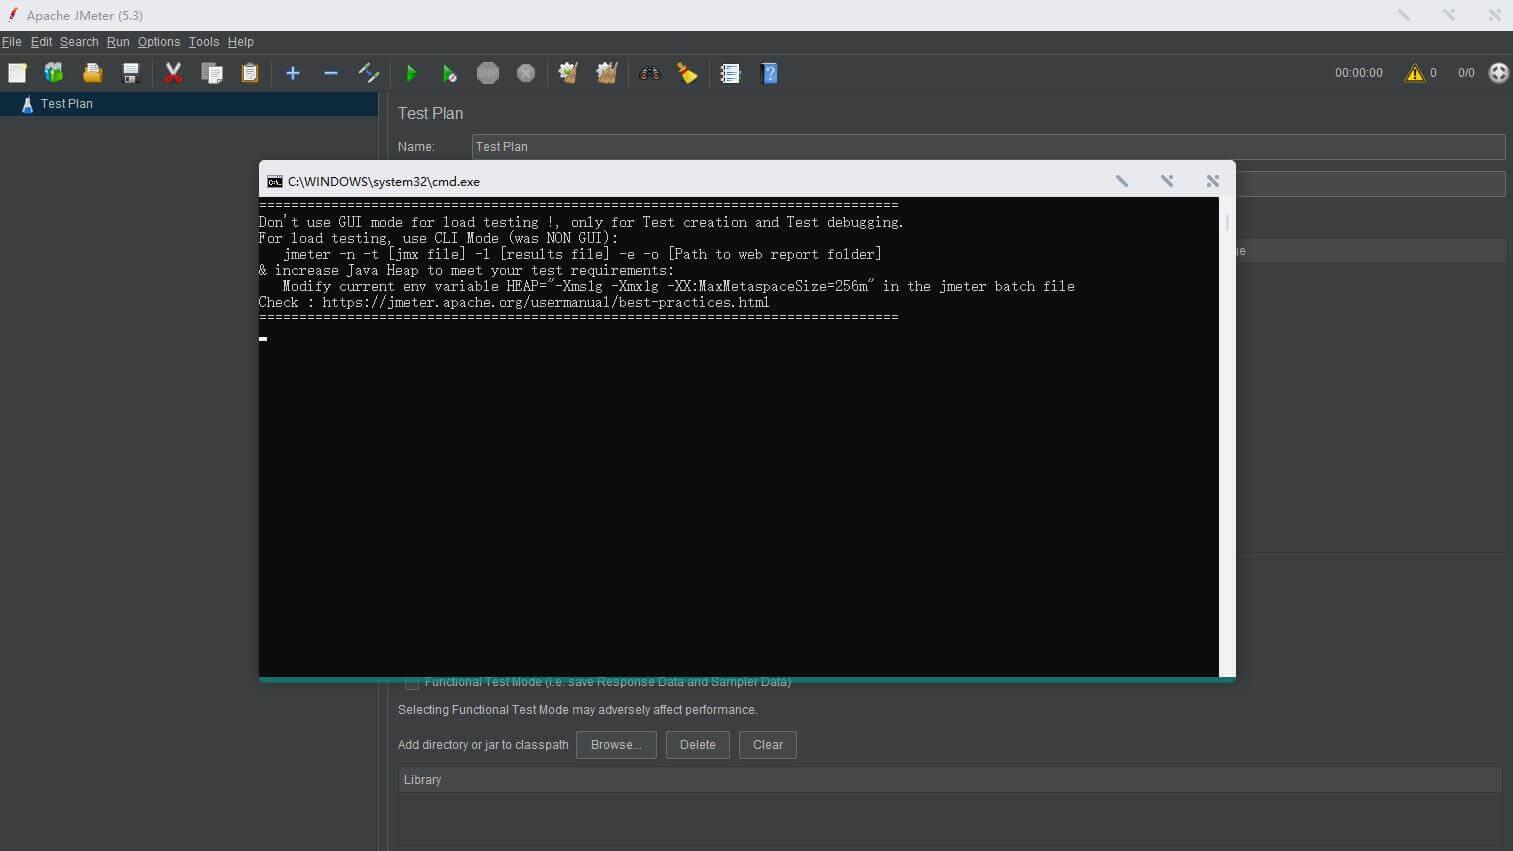 Apache JMeter (5.3)
File Edit Search Run Options Tools Help
00:00:00 0 0/0
Test Plan
Test Plan
Name: Test Plan
C:\WINDOWS\system32\cmd.exe
================================================================================
Don't use GUI mode for load testing !, only for Test creation and Test debugging.
For load testing, use CLI Mode (was NON GUI):
jmeter -n -t [jmx file] -l [results file] -e -o [Path to web report folder]
& increase Java Heap to meet your test requirements:
Modify current env variable HEAP="-Xms1g -Xmx1g -XX:MaxMetaspaceSize=256m" in the jmeter batch file
Check : https://jmeter.apache.org/usermanual/best-practices.html
================================================================================
Functional Test Mode (i.e. save Response Data and Sampler Data)
Selecting Functional Test Mode may adversely affect performance.
Add directory or jar to classpath Browse... Delete Clear
Library